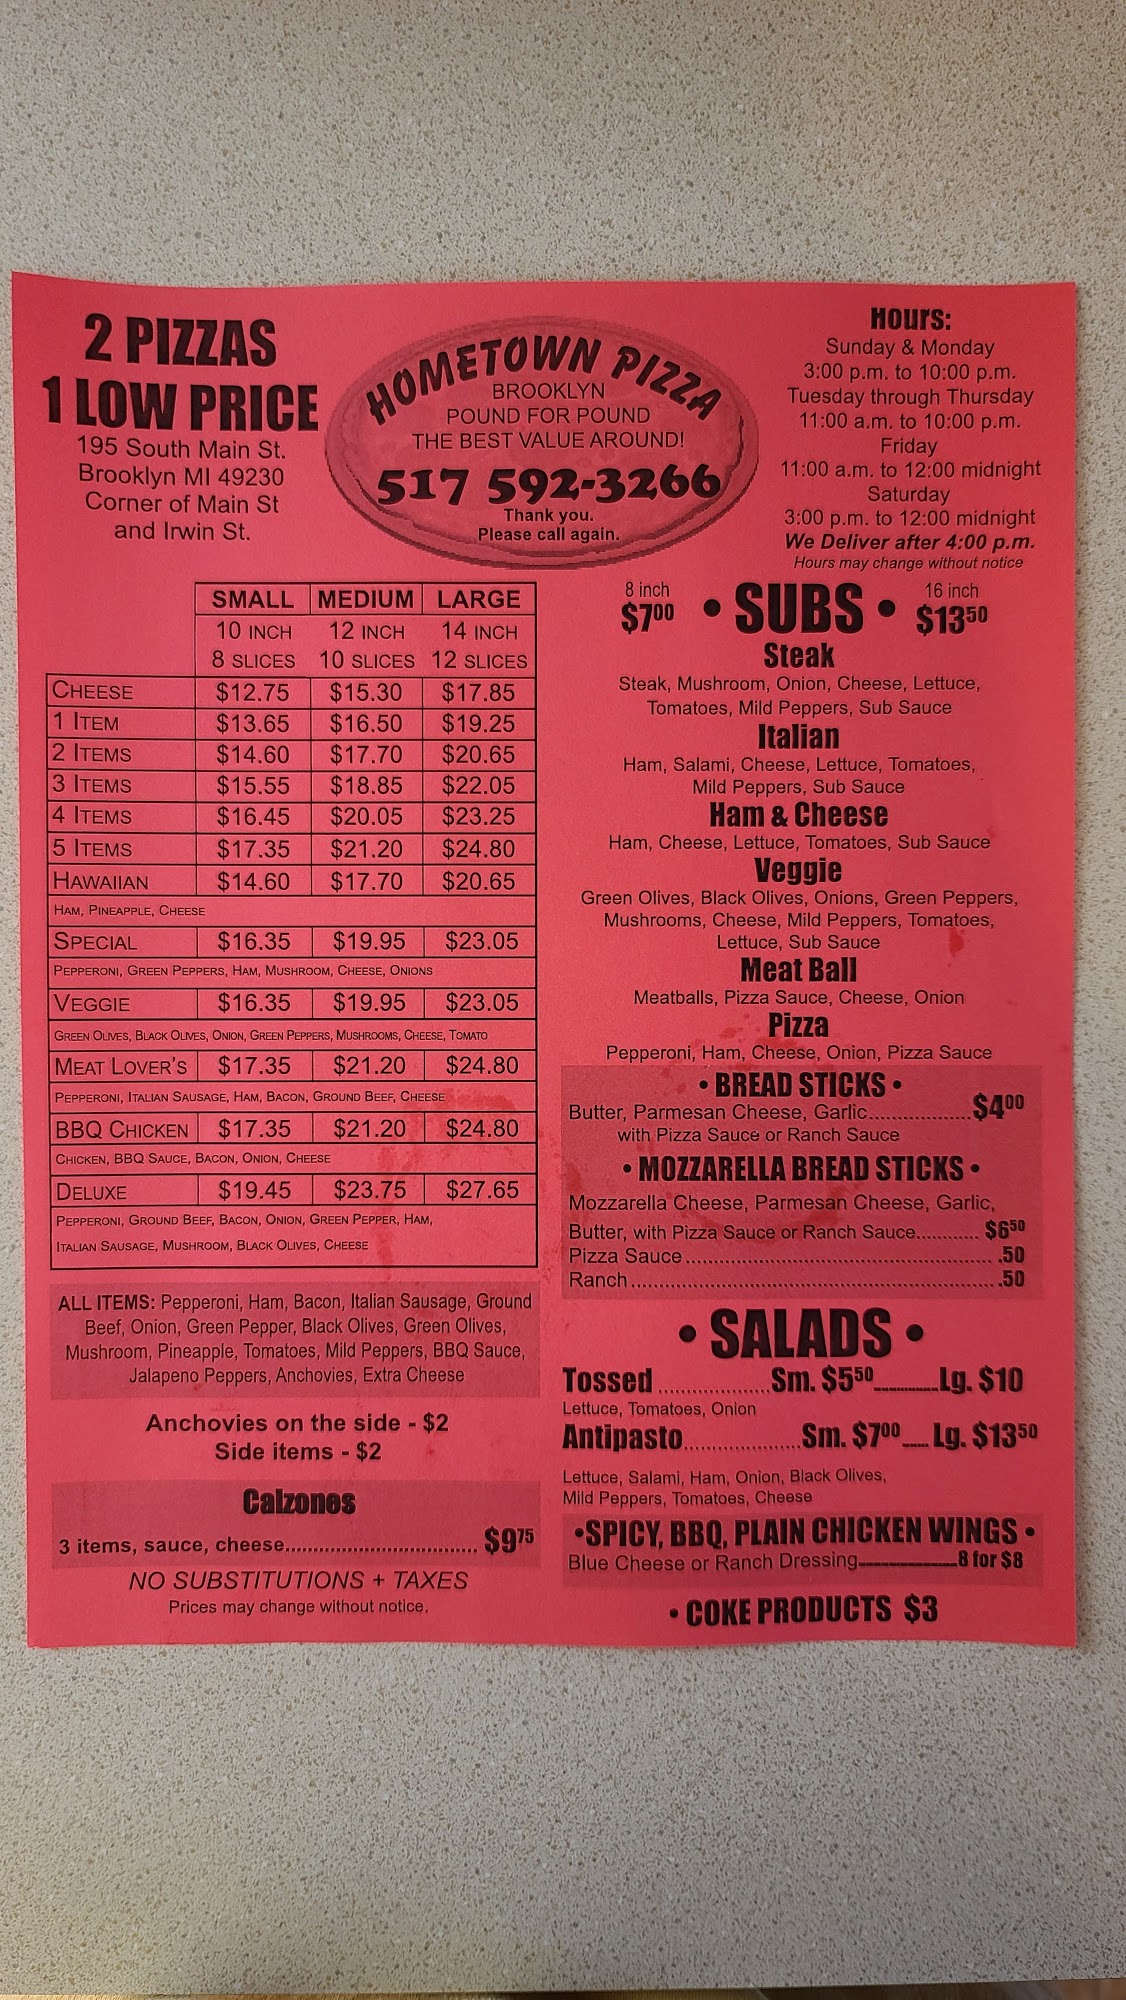 2 PIZZAS
1 LOW PRICE
195 South Main St.
Brooklyn MI 49230
Corner of Main St
and Irwin St.
HOMETOWN PIZZA
BROOKLYN
POUND FOR POUND
THE BEST VALUE AROUND!
517 592-3266
Thank you.
Please call again.
Hours:
Sunday & Monday
3:00 p.m. to 10:00 p.m.
Tuesday through Thursday
11:00 a.m. to 10:00 p.m.
Friday
11:00 a.m. to 12:00 midnight
Saturday
3:00 p.m. to 12:00 midnight
We Deliver after 4:00 p.m.
Hours may change without notice
SMALL MEDIUM LARGE
10 INCH 12 INCH 14 INCH
8 SLICES 10 SLICES 12 SLICES
CHEESE $12.75 $15.30 $17.85
1 ITEM $13.65 $16.50 $19.25
2 ITEMS $14.60 $17.70 $20.65
3 ITEMS $15.55 $18.85 $22.05
4 ITEMS $16.45 $20.05 $23.25
5 ITEMS $17.35 $21.20 $24.80
HAWAIIAN $14.60 $17.70 $20.65
HAM, PINEAPPLE, CHEESE
SPECIAL $16.35 $19.95 $23.05
PEPPERONI, GREEN PEPPERS, HAM, MUSHROOM, CHEESE, ONIONS
VEGGIE $16.35 $19.95 $23.05
GREEN OLIVES, BLACK OLIVES, ONION, GREEN PEPPERS, MUSHROOMS, CHEESE, TOMATO
MEAT LOVER'S $17.35 $21.20 $24.80
PEPPERONI, ITALIAN SAUSAGE, HAM, BACON, GROUND BEEF, CHEESE
BBQ CHICKEN $17.35 $21.20 $24.80
CHICKEN, BBQ SAUCE, BACON, ONION, CHEESE
DELUXE $19.45 $23.75 $27.65
PEPPERONI, GROUND BEEF, BACON, ONION, GREEN PEPPER, HAM,
ITALIAN SAUSAGE, MUSHROOM, BLACK OLIVES, CHEESE
ALL ITEMS: Pepperoni, Ham, Bacon, Italian Sausage, Ground
Beef, Onion, Green Pepper, Black Olives, Green Olives,
Mushroom, Pineapple, Tomatoes, Mild Peppers, BBQ Sauce,
Jalapeno Peppers, Anchovies, Extra Cheese
Anchovies on the side - $2
Side items - $2
Calzones
3 items, sauce, cheese.................................. $975
NO SUBSTITUTIONS + TAXES
Prices may change without notice.
8 inch 16 inch
$700 • SUBS • $1350
Steak
Steak, Mushroom, Onion, Cheese, Lettuce,
Tomatoes, Mild Peppers, Sub Sauce
Italian
Ham, Salami, Cheese, Lettuce, Tomatoes,
Mild Peppers, Sub Sauce
Ham & Cheese
Ham, Cheese, Lettuce, Tomatoes, Sub Sauce
Veggie
Green Olives, Black Olives, Onions, Green Peppers,
Mushrooms, Cheese, Mild Peppers, Tomatoes,
Lettuce, Sub Sauce
Meat Ball
Meatballs, Pizza Sauce, Cheese, Onion
Pizza
Pepperoni, Ham, Cheese, Onion, Pizza Sauce
• BREAD STICKS •
Butter, Parmesan Cheese, Garlic.................$400
with Pizza Sauce or Ranch Sauce
• MOZZARELLA BREAD STICKS •
Mozzarella Cheese, Parmesan Cheese, Garlic,
Butter, with Pizza Sauce or Ranch Sauce........... $650
Pizza Sauce.................................................... .50
Ranch.............................................................. .50
• SALADS •
Tossed ....................Sm. $550............Lg. $10
Lettuce, Tomatoes, Onion
Antipasto.....................Sm. $700..... Lg. $1350
Lettuce, Salami, Ham, Onion, Black Olives,
Mild Peppers, Tomatoes, Cheese
•SPICY, BBQ, PLAIN CHICKEN WINGS •
Blue Cheese or Ranch Dressing....................8 for $8
• COKE PRODUCTS $3